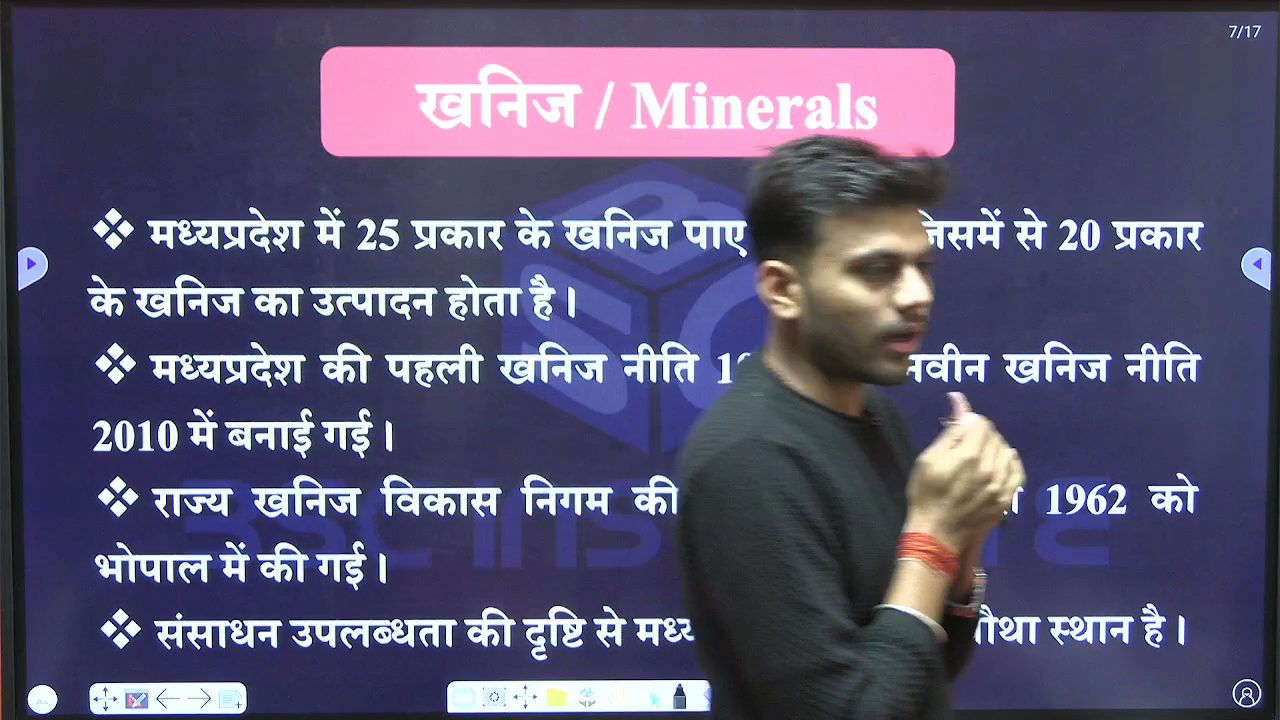 7/17
खनिज / Minerals
❖ मध्यप्रदेश में 25 प्रकार के खनिज पाए जिसमें से 20 प्रकार
के खनिज का उत्पादन होता है।
❖ मध्यप्रदेश की पहली खनिज नीति नवीन खनिज नीति
2010 में बनाई गई।
❖ राज्य खनिज विकास निगम की 1962 को
भोपाल में की गई।
❖ संसाधन उपलब्धता की दृष्टि से चौथा स्थान है।